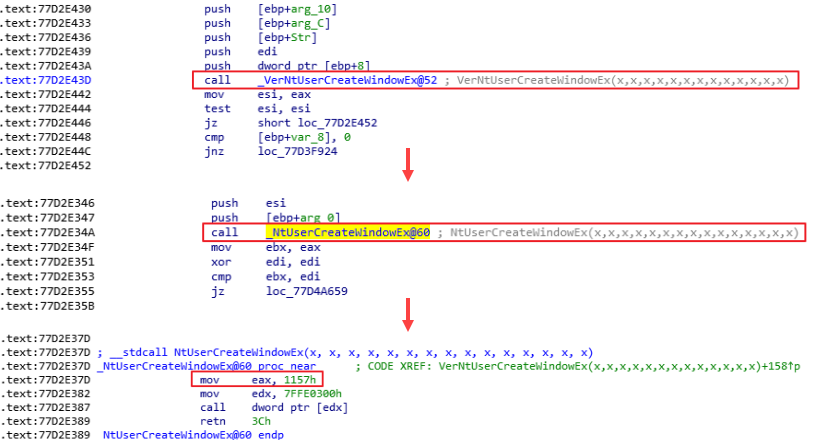 .text:77D2E430 push [ebp+arg_10]
.text:77D2E433 push [ebp+arg_C]
.text:77D2E436 push [ebp+Str]
.text:77D2E439 push edi
.text:77D2E43A push dword ptr [ebp+8]
.text:77D2E43D call _VerNtUserCreateWindowEx@52 ; VerNtUserCreateWindowEx(x,x,x,x,x,x,x,x,x,x,x,x,x)
.text:77D2E442 mov esi, eax
.text:77D2E444 test esi, esi
.text:77D2E446 jz short loc_77D2E452
.text:77D2E448 cmp [ebp+var_8], 0
.text:77D2E44C jnz loc_77D3F924
.text:77D2E452
.text:77D2E346 push esi
.text:77D2E347 push [ebp+arg_0]
.text:77D2E34A call _NtUserCreateWindowEx@60 ; NtUserCreateWindowEx(x,x,x,x,x,x,x,x,x,x,x,x,x,x,x)
.text:77D2E34F mov ebx, eax
.text:77D2E351 xor edi, edi
.text:77D2E353 cmp ebx, edi
.text:77D2E355 jz loc_77D4A659
.text:77D2E35B
.text:77D2E37D
.text:77D2E37D ; __stdcall NtUserCreateWindowEx(x, x, x, x, x, x, x, x, x, x, x, x, x, x, x)
.text:77D2E37D _NtUserCreateWindowEx@60 proc near ; CODE XREF: VerNtUserCreateWindowEx(x,x,x,x,x,x,x,x,x,x,x,x,x)+158↑p
.text:77D2E37D mov eax, 1157h
.text:77D2E382 mov edx, 7FFE0300h
.text:77D2E387 call dword ptr [edx]
.text:77D2E389 retn 3Ch
.text:77D2E389 _NtUserCreateWindowEx@60 endp